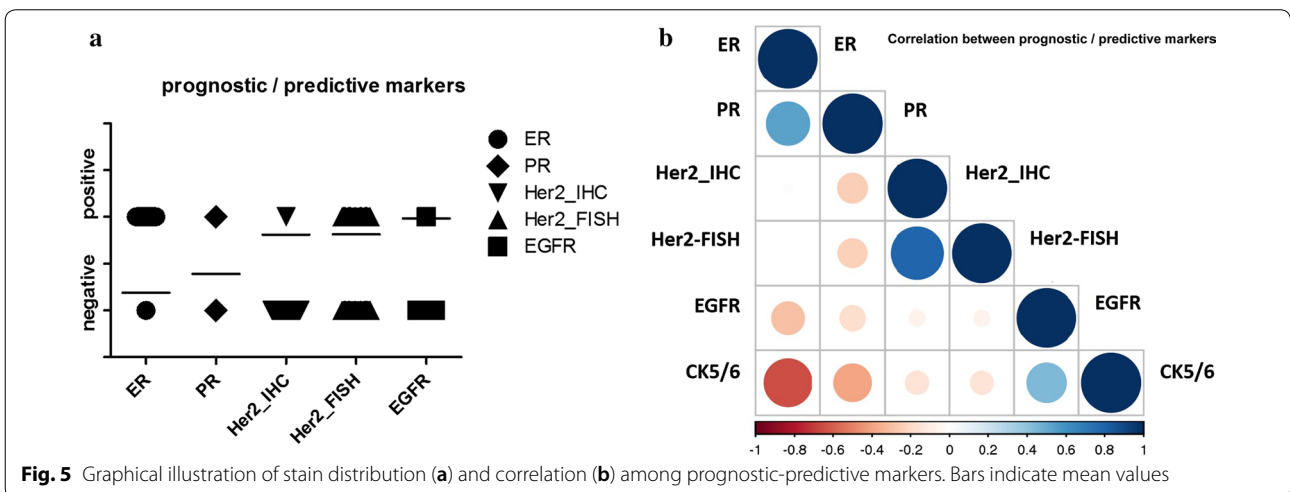 a
prognostic / predictive markers
positive
negative
ER
PR
Her2_IHC
Her2_FISH
EGFR
ER
PR
Her2_IHC
Her2_FISH
EGFR
b
Correlation between prognostic / predictive markers
ER ER
PR PR
Her2_IHC Her2_IHC
Her2-FISH Her2-FISH
EGFR EGFR
CK5/6 CK5/6
-1 -0.8 -0.6 -0.4 -0.2 0 0.2 0.4 0.6 0.8 1
Fig. 5 Graphical illustration of stain distribution (a) and correlation (b) among prognostic-predictive markers. Bars indicate mean values